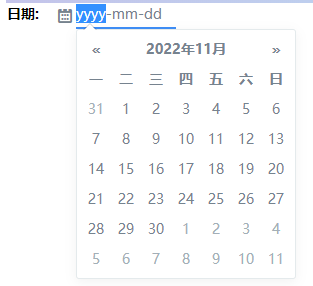 日期: yyyy-mm-dd
« 2022年11月 »
一 二 三 四 五 六 日
31 1 2 3 4 5 6
7 8 9 10 11 12 13
14 15 16 17 18 19 20
21 22 23 24 25 26 27
28 29 30 1 2 3 4
5 6 7 8 9 10 11